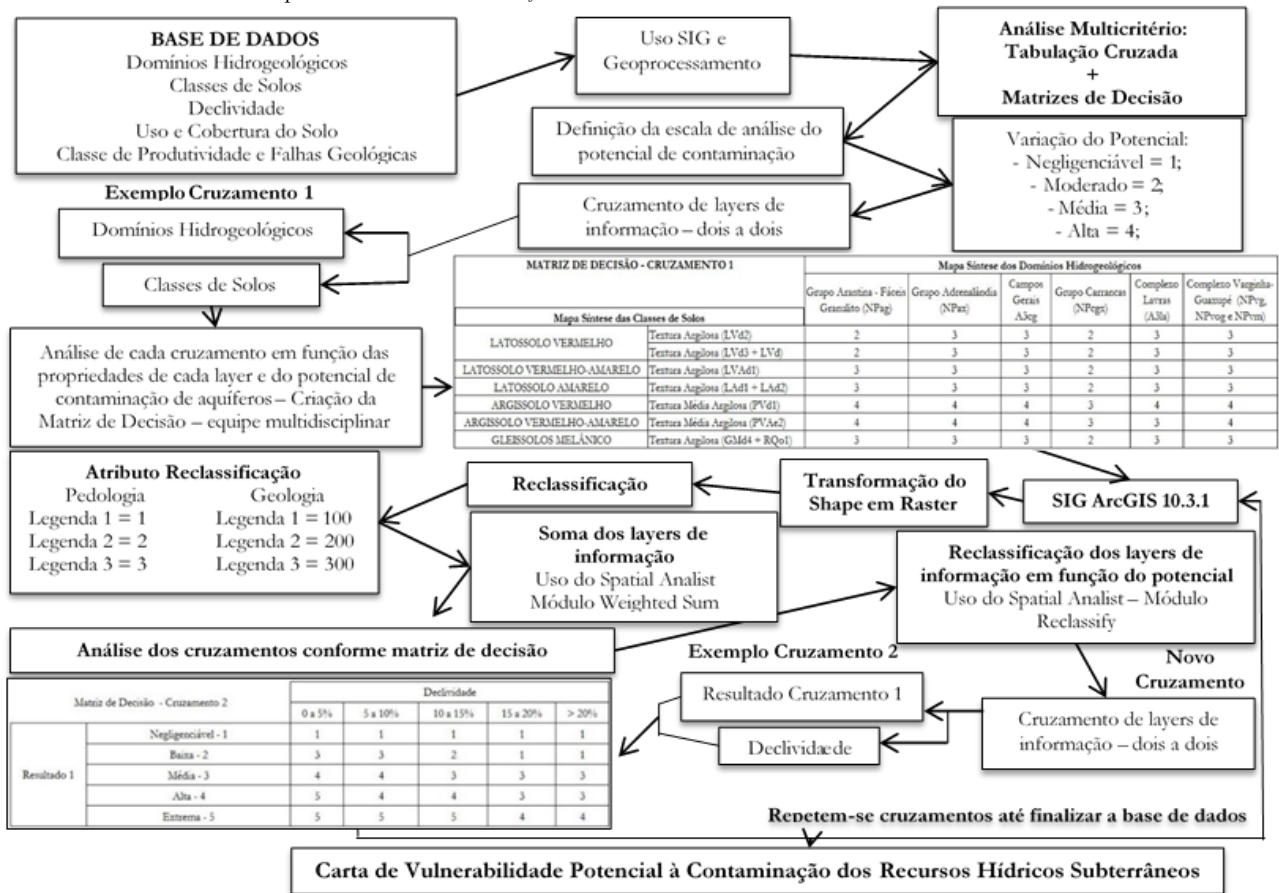 BASE DE DADOS
Domínios Hidrogeológicos
Classes de Solos
Declividade
Uso e Cobertura do Solo
Classe de Produtividade e Falhas Geológicas
Uso SIG e
Geoprocessamento
Análise Multicritério:
Tabulação Cruzada
+
Matrizes de Decisão
Definição da escala de análise do
potencial de contaminação
Variação do Potencial:
- Negligenciável = 1;
- Moderado = 2;
- Média = 3;
- Alta = 4;
Cruzamento de layers de
informação – dois a dois
Exemplo Cruzamento 1
Domínios Hidrogeológicos
Classes de Solos
Análise de cada cruzamento em função das
propriedades de cada layer e do potencial de
contaminação de aquíferos – Criação da
Matriz de Decisão – equipe multidisciplinar
MATRIZ DE DECISÃO - CRUZAMENTO 1
Mapa Síntese dos Domínios Hidrogeológicos
Mapa Síntese das Classes de Solos
Grupo Araxtina - Fáceis Granulito (NPag)
Grupo Adrenalândia (NPax)
Campos Gerais A3cg
Grupo Carrancas (NPcgx)
Complexo Lavras (A3la)
Complexo Varginha-Guaxupé (NPvg, NPvog e NPvm)
LATOSSOLO VERMELHO Textura Argilosa (LVd2) 2 3 3 2 3 3
Textura Argilosa (LVd3 + LVd) 2 3 3 2 3 3
LATOSSOLO VERMELHO-AMARELO Textura Argilosa (LVAd1) 3 3 3 2 3 3
LATOSSOLO AMARELO Textura Argilosa (LAd1 + LAd2) 3 3 3 2 3 3
ARGISSOLO VERMELHO Textura Média Argilosa (PVd1) 4 4 4 3 4 4
ARGISSOLO VERMELHO-AMARELO Textura Média Argilosa (PVAe2) 4 4 4 3 3 4
GLEISSOLOS MELÂNICO Textura Argilosa (GMd4 + RQo1) 3 3 3 2 3 3
Atributo Reclassificação
Pedologia Geologia
Legenda 1 = 1 Legenda 1 = 100
Legenda 2 = 2 Legenda 2 = 200
Legenda 3 = 3 Legenda 3 = 300
Reclassificação
Transformação do
Shape em Raster
SIG ArcGIS 10.3.1
Soma dos layers de
informação
Uso do Spatial Analist
Módulo Weighted Sum
Reclassificação dos layers de
informação em função do potencial
Uso do Spatial Analist – Módulo
Reclassify
Análise dos cruzamentos conforme matriz de decisão
Exemplo Cruzamento 2
Novo
Cruzamento
Resultado Cruzamento 1
Declividaede
Cruzamento de layers de
informação – dois a dois
Matriz de Decisão - Cruzamento 2
Declividade
0 a 5% 5 a 10% 10 a 15% 15 a 20% > 20%
Resultado 1
Negligenciável - 1 1 1 1 1 1
Baixa - 2 3 3 2 1 1
Média - 3 4 4 3 3 3
Alta - 4 5 4 4 3 3
Extrema - 5 5 5 5 4 4
Repetem-se cruzamentos até finalizar a base de dados
Carta de Vulnerabilidade Potencial à Contaminação dos Recursos Hídricos Subterrâneos